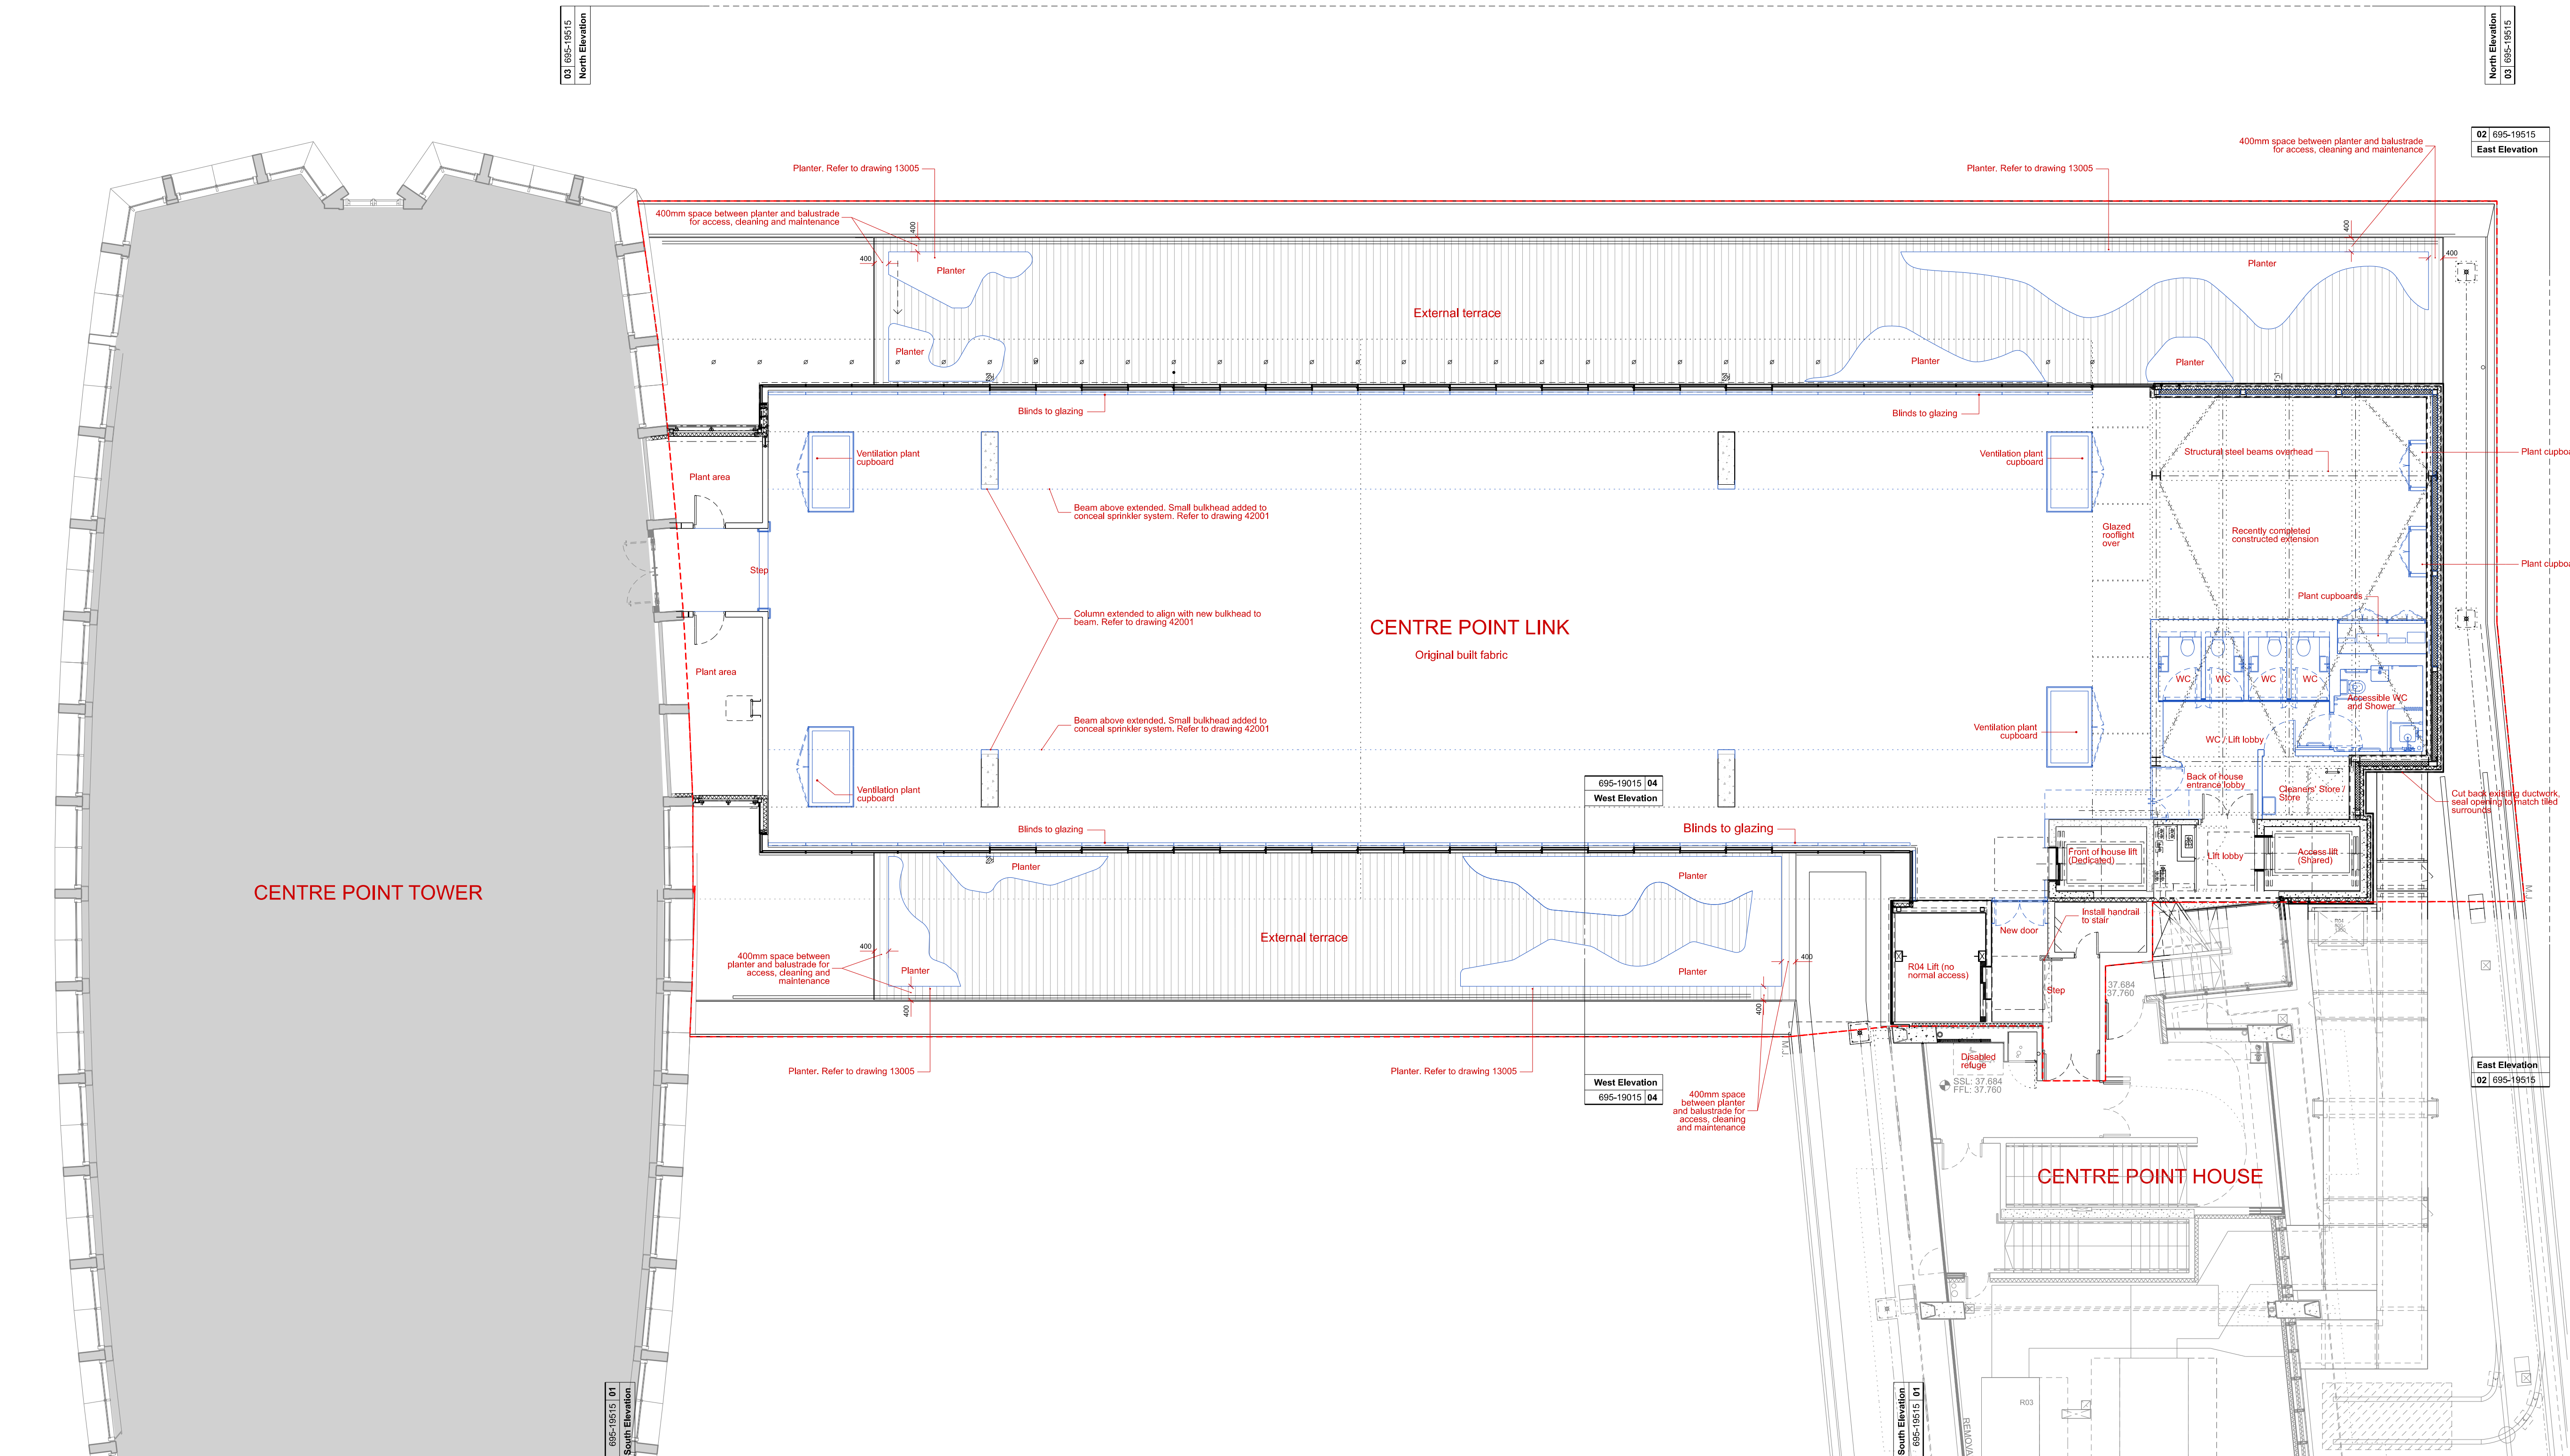 03 695-19515
North Elevation
North Elevation
03 695-19515
02 695-19515
East Elevation
400mm space between planter and balustrade
for access, cleaning and maintenance
Planter. Refer to drawing 13005
Planter. Refer to drawing 13005
400mm space between planter and balustrade
for access, cleaning and maintenance
400
400
400
400
Planter
Planter
External terrace
Planter
Planter
Planter
Blinds to glazing
Blinds to glazing
Ventilation plant
cupboard
Ventilation plant
cupboard
Structural steel beams overhead
Plant cupboa
Plant area
Beam above extended. Small bulkhead added to
conceal sprinkler system. Refer to drawing 42001
Glazed
rooflight
over
Recently completed
constructed extension
Plant cupboa
Step
Plant cupboards
Column extended to align with new bulkhead to
beam. Refer to drawing 42001
CENTRE POINT LINK
Original built fabric
Plant area
WC
WC
WC
WC
Accessible WC
and Shower
Beam above extended. Small bulkhead added to
conceal sprinkler system. Refer to drawing 42001
Ventilation plant
cupboard
WC / Lift lobby
Ventilation plant
cupboard
695-19015 04
West Elevation
Back of house
entrance lobby
Cleaners' Store /
Store
Cut back existing ductwork,
seal opening to match tiled
surrounds
Blinds to glazing
Blinds to glazing
Front of house lift
(Dedicated)
Lift lobby
Access lift
(Shared)
Planter
Planter
CENTRE POINT TOWER
M.J.
Install handrail
to stair
New door
External terrace
400
400mm space between
planter and balustrade for
access, cleaning and
maintenance
Planter
Planter
400
R04 Lift (no
normal access)
Step
37.684
37.760
400
400
M.J.
Disabled
refuge
SSL: 37.684
FFL: 37.760
Planter. Refer to drawing 13005
Planter. Refer to drawing 13005
West Elevation
695-19015 04
400mm space
between planter
and balustrade for
access, cleaning
and maintenance
East Elevation
02 695-19515
CENTRE POINT HOUSE
R03
REMOVA
695-19515 01
South Elevation
South Elevation
695-19515 01